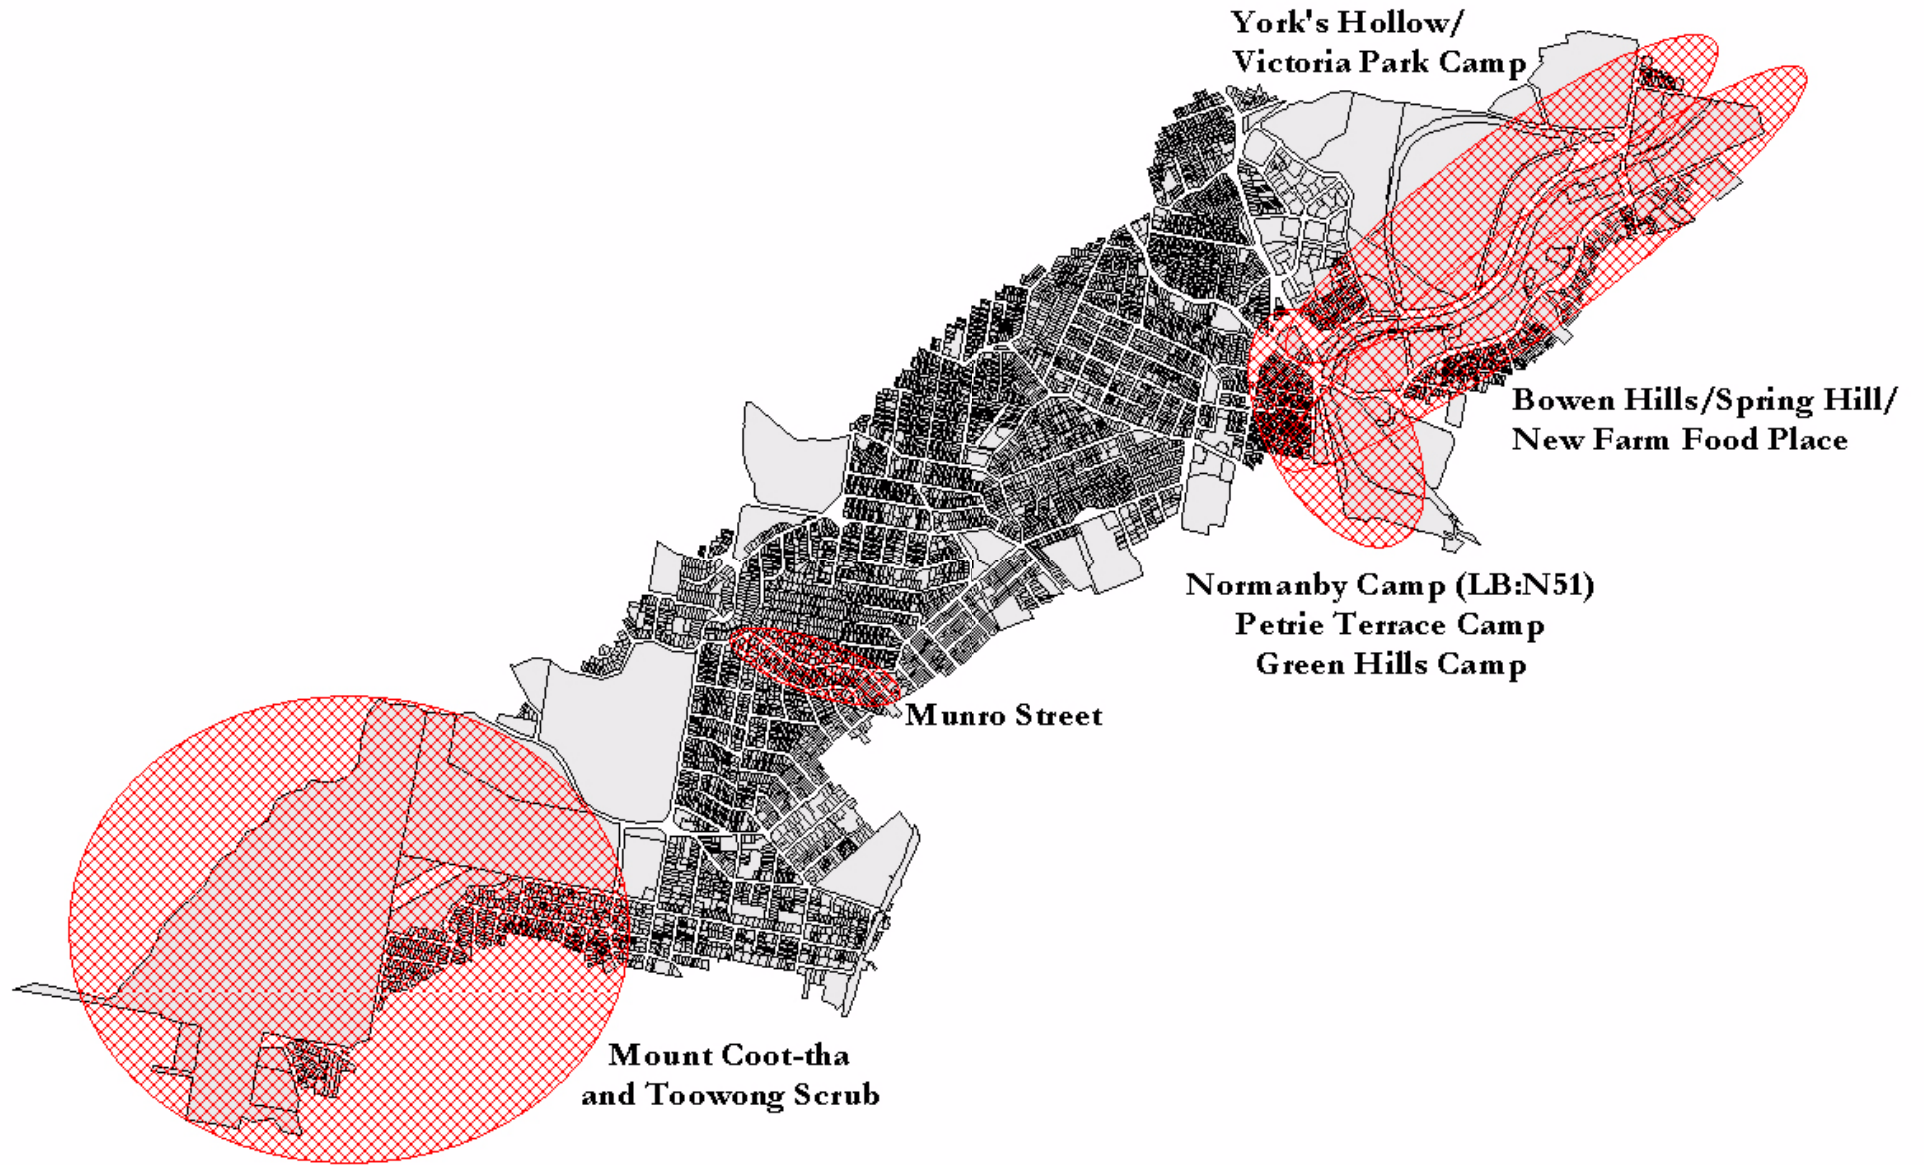 York's Hollow/
Victoria Park Camp
Bowen Hills/Spring Hill/
New Farm Food Place
Normanby Camp (LB:N51)
Petrie Terrace Camp
Green Hills Camp
Munro Street
Mount Coot-tha
and Toowong Scrub